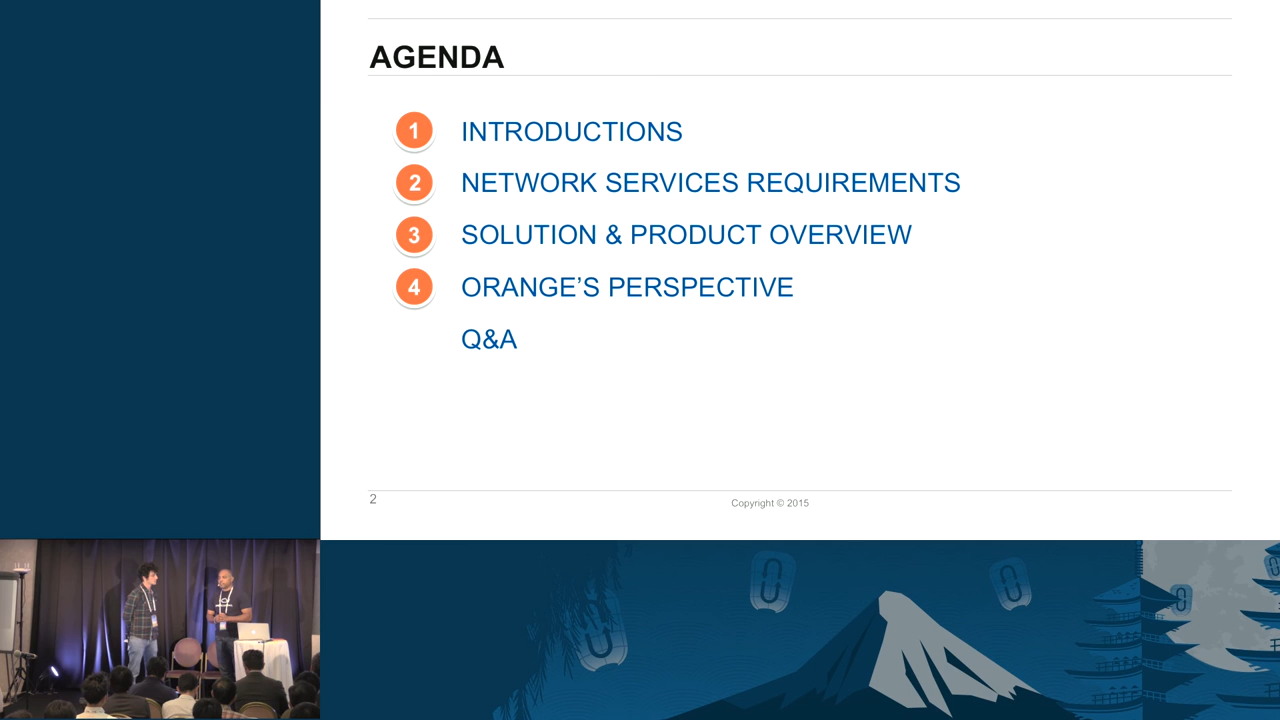 AGENDA
1 INTRODUCTIONS
2 NETWORK SERVICES REQUIREMENTS
3 SOLUTION & PRODUCT OVERVIEW
4 ORANGE’S PERSPECTIVE
Q&A
2
Copyright © 2015